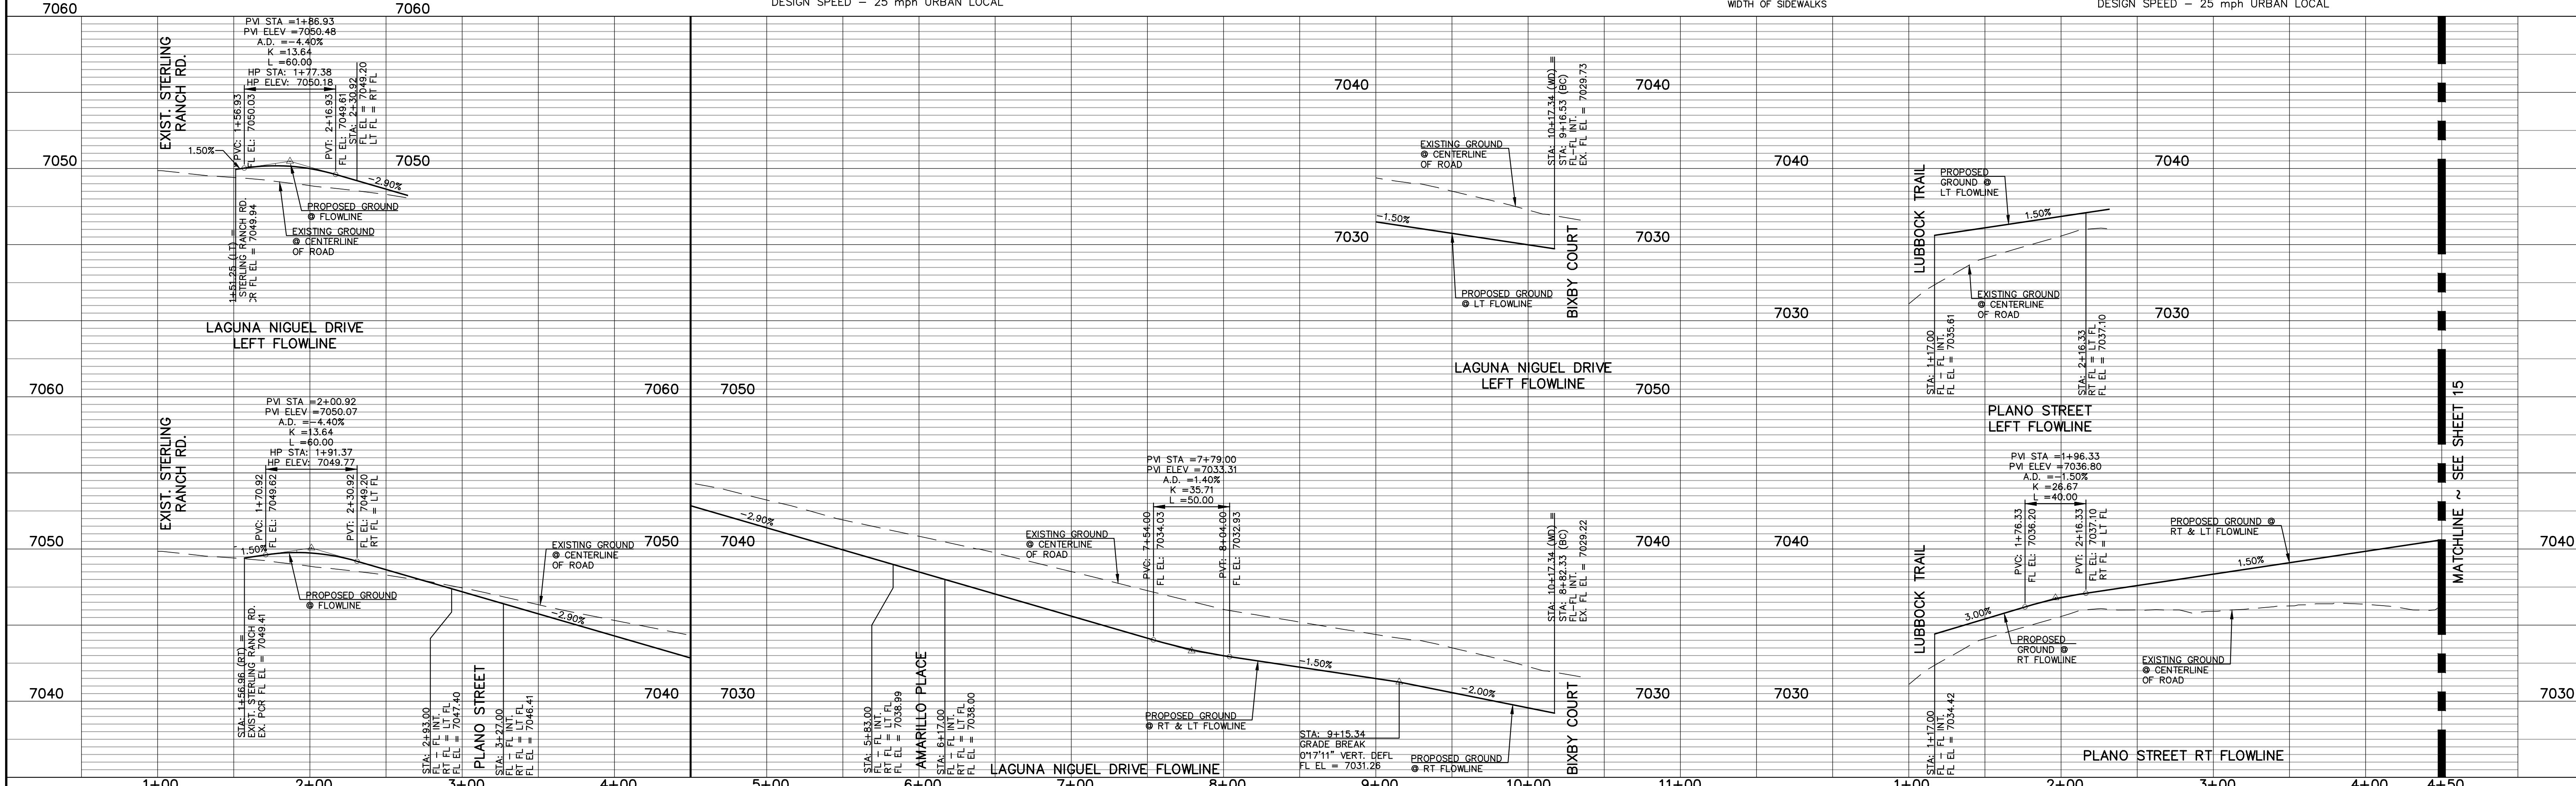 DESIGN SPEED – 25 mph URBAN LOCAL
WIDTH OF SIDEWALKS
DESIGN SPEED – 25 mph URBAN LOCAL
7060
7060
EXIST. STERLING
RANCH RD.
PVI STA =1+86.93
PVI ELEV =7050.48
A.D. =-4.40%
K =13.64
L =60.00
HP STA: 1+77.38
HP ELEV: 7050.18
PVC: 1+56.93
FL EL: 7050.03
PVT: 2+16.93
FL EL: 7049.61
STA: 2+30.92
FL EL = 7049.20
LT FL = RT FL
1.50%
7050
7050
-2.90%
PROPOSED GROUND
@ FLOWLINE
EXISTING GROUND
@ CENTERLINE
OF ROAD
1+51.25 (LT) =
STERLING RANCH RD.
CR FL EL = 7049.94
LAGUNA NIGUEL DRIVE
LEFT FLOWLINE
7040
7040
STA: 10+17.34 (WD) =
STA: 9+16.53 (BC)
FL-FL INT.
EX. FL EL = 7029.73
EXISTING GROUND
@ CENTERLINE
OF ROAD
-1.50%
7030
7030
PROPOSED GROUND
@ LT FLOWLINE
BIXBY COURT
LAGUNA NIGUEL DRIVE
LEFT FLOWLINE
7040
7040
LUBBOCK TRAIL
PROPOSED
GROUND @
LT FLOWLINE
1.50%
EXISTING GROUND
@ CENTERLINE
OF ROAD
7030
7030
STA: 1+17.00
FL - FL INT.
FL EL = 7035.61
STA: 2+16.33
RT FL = LT FL
FL EL = 7037.10
PLANO STREET
LEFT FLOWLINE
7060
7060
EXIST. STERLING
RANCH RD.
PVI STA =2+00.92
PVI ELEV =7050.07
A.D. =-4.40%
K =13.64
L =60.00
HP STA: 1+91.37
HP ELEV: 7049.77
PVC: 1+70.92
FL EL: 7049.62
PVT: 2+30.92
FL EL: 7049.20
RT FL = LT FL
7050
7050
1.50%
PROPOSED GROUND
@ FLOWLINE
EXISTING GROUND
@ CENTERLINE
OF ROAD
-2.90%
STA: 1+56.96 (RT) =
EXIST. STERLING RANCH RD.
EX. PCR FL EL = 7049.41
7040
7040
STA: 2+93.00
FL - FL INT.
RT FL = LT FL
FL EL = 7047.40
PLANO STREET
STA: 3+27.00
FL - FL INT.
RT FL = LT FL
FL EL = 7046.41
7050
7050
-2.90%
7040
7040
EXISTING GROUND
@ CENTERLINE
OF ROAD
PVI STA =7+79.00
PVI ELEV =7033.31
A.D. =1.40%
K =35.71
L =50.00
PVC: 7+54.00
FL EL: 7034.03
PVT: 8+04.00
FL EL: 7032.93
STA: 10+17.34 (WD) =
STA: 8+82.33 (BC)
FL-FL INT.
EX. FL EL = 7029.22
-1.50%
-2.00%
7030
7030
STA: 5+83.00
FL - FL INT.
RT FL = LT FL
FL EL = 7038.99
AMARILLO PLACE
STA: 6+17.00
FL - FL INT.
RT FL = LT FL
FL EL = 7038.00
PROPOSED GROUND
@ RT & LT FLOWLINE
STA: 9+15.34
GRADE BREAK
0°17'11" VERT. DEFL
FL EL = 7031.26
PROPOSED GROUND
@ RT FLOWLINE
BIXBY COURT
LAGUNA NIGUEL DRIVE FLOWLINE
PVI STA =1+96.33
PVI ELEV =7036.80
A.D. =-1.50%
K =26.67
L =40.00
PVC: 1+76.33
FL EL: 7036.20
PVT: 2+16.33
FL EL: 7037.10
RT FL = LT FL
PROPOSED GROUND @
RT & LT FLOWLINE
7040
7040
LUBBOCK TRAIL
3.00%
1.50%
PROPOSED
GROUND @
RT FLOWLINE
EXISTING GROUND
@ CENTERLINE
OF ROAD
7030
7030
STA: 1+17.00
FL - FL INT.
FL EL = 7034.42
PLANO STREET RT FLOWLINE
MATCHLINE ~ SEE SHEET 15
1+00
2+00
3+00
4+00
5+00
6+00
7+00
8+00
9+00
10+00
11+00
1+00
2+00
3+00
4+00
4+50